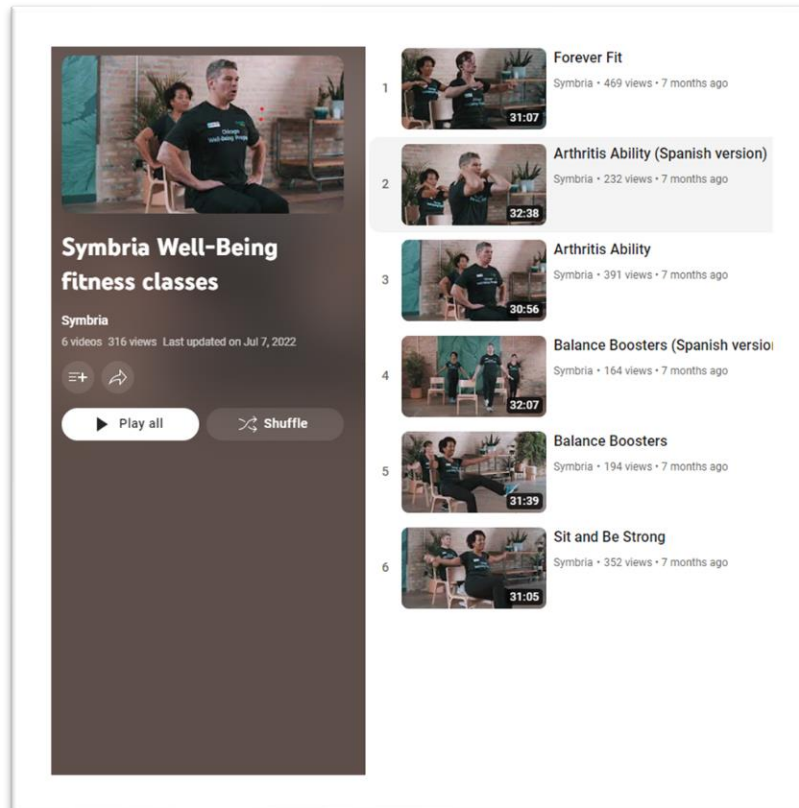 Symbria Well-Being
fitness classes
Symbria
6 videos 316 views Last updated on Jul 7, 2022
Play all
Shuffle
1
31:07
Forever Fit
Symbria • 469 views • 7 months ago
2
32:38
Arthritis Ability (Spanish version)
Symbria • 232 views • 7 months ago
3
30:56
Arthritis Ability
Symbria • 391 views • 7 months ago
4
32:07
Balance Boosters (Spanish versio
Symbria • 164 views • 7 months ago
5
31:39
Balance Boosters
Symbria • 194 views • 7 months ago
6
31:05
Sit and Be Strong
Symbria • 352 views • 7 months ago